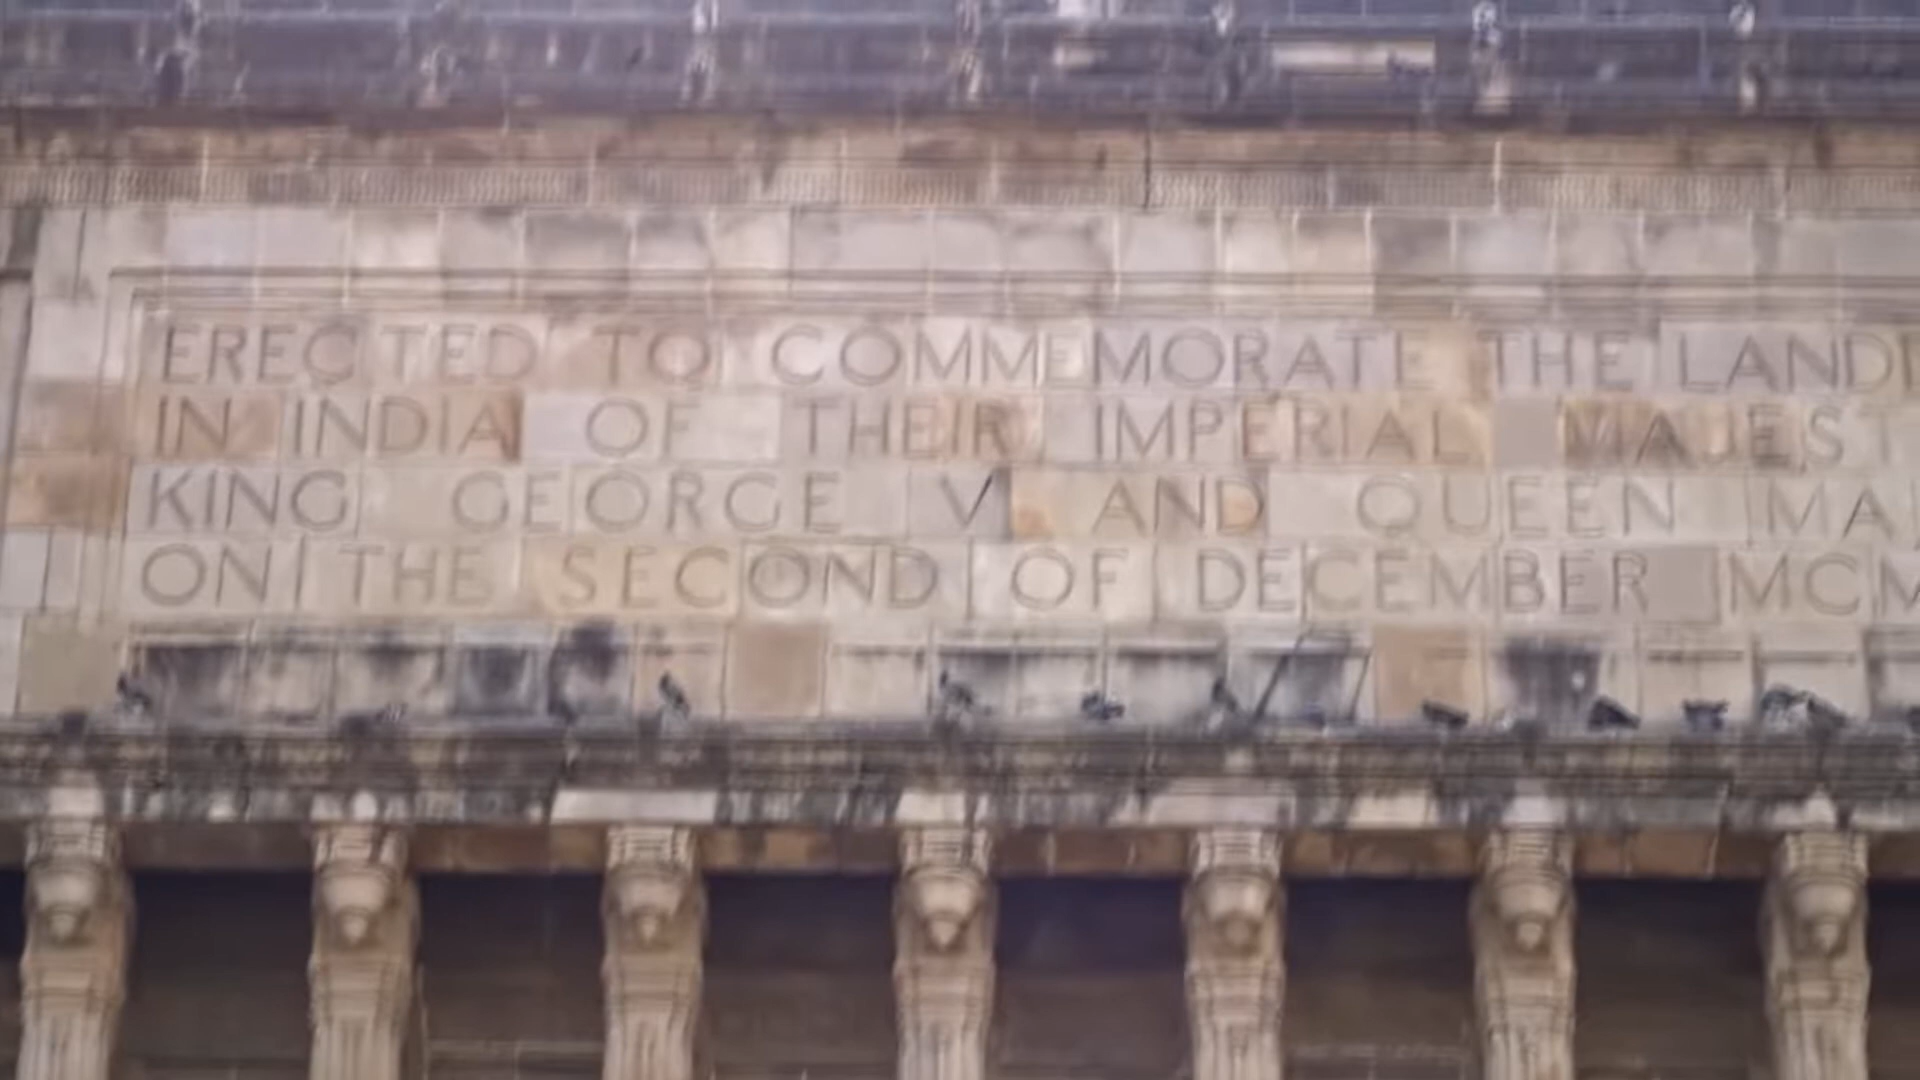 ERECTED TO COMMEMORATE THE LAND
IN INDIA OF THEIR IMPERIAL MAJEST
KING GEORGE V AND QUEEN MA
ON THE SECOND OF DECEMBER MCM